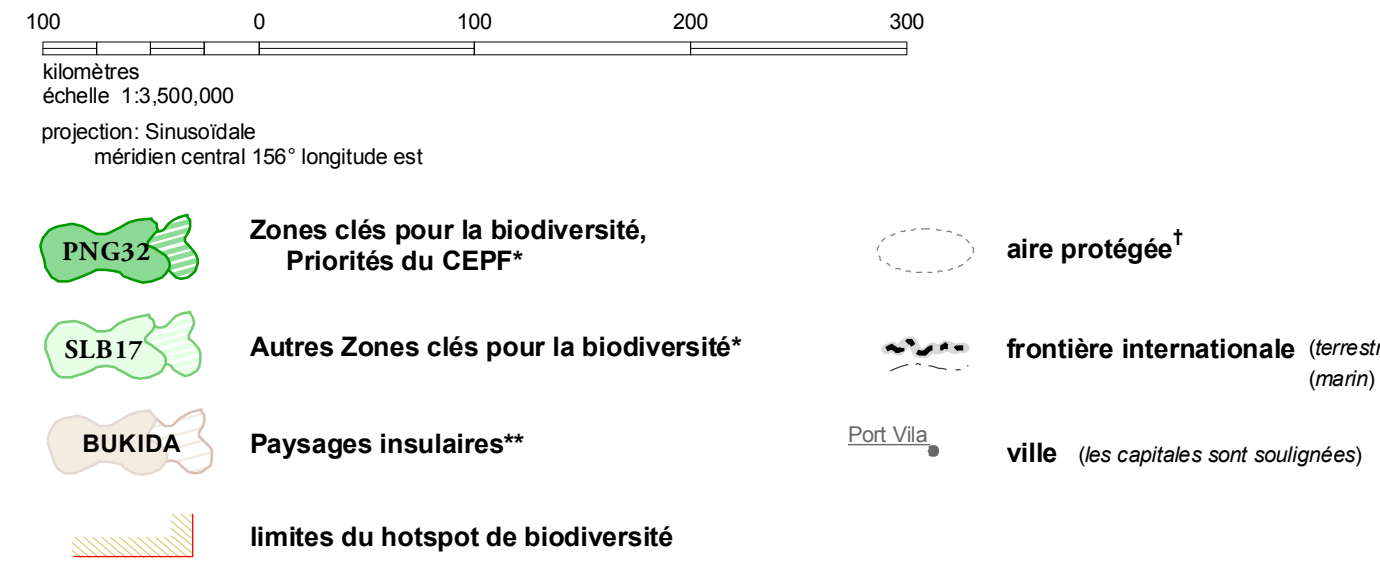 100 0 100 200 300
kilomètres
échelle 1:3,500,000
projection: Sinusoïdale
méridien central 156° longitude est
PNG32
Zones clés pour la biodiversité,
Priorités du CEPF*
aire protégée†
SLB17
Autres Zones clés pour la biodiversité*
frontière internationale
(marin)
BUKIDA
Paysages insulaires**
Port Vila
ville (les capitales sont soulignées)
limites du hotspot de biodiversité